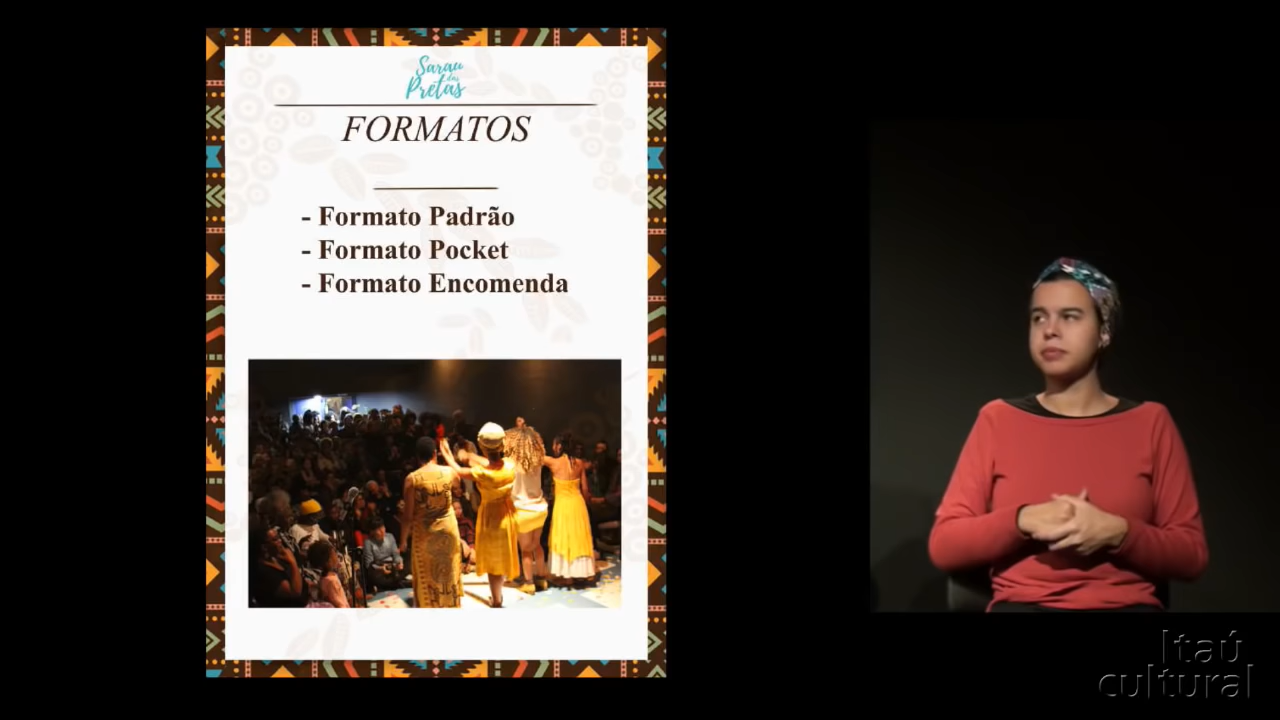 Sarau
das
Pretas
FORMATOS
- Formato Padrão
- Formato Pocket
- Formato Encomenda
Itaú
cultural